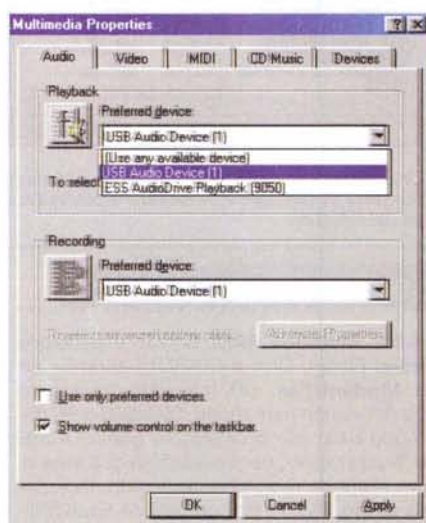 Multimedia Properties
Audio Video MIDI CD Music Devices
Playback
Preferred device:
USB Audio Device (1)
(Use any available device)
USB Audio Device (1)
To select
ESS AudioDrive Playback (9050)
Recording
Preferred device:
USB Audio Device (1)
Advanced Properties
Use only preferred devices.
Show volume control on the taskbar.
OK Cancel Apply